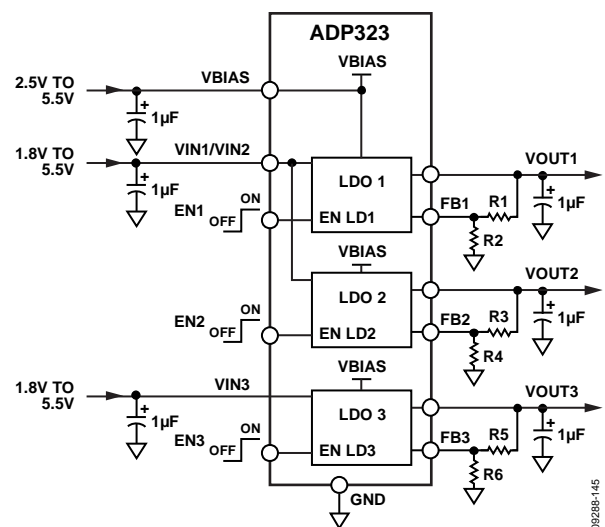 ADP323
VBIAS
2.5V TO
5.5V
VBIAS
+
1µF
1.8V TO
5.5V
VIN1/VIN2
+
1µF
LDO 1
VOUT1
EN1
OFF
ON
EN LD1
FB1
R1
R2
+
1µF
VBIAS
LDO 2
VOUT2
EN2
OFF
ON
EN LD2
FB2
R3
R4
+
1µF
VBIAS
1.8V TO
5.5V
VIN3
+
1µF
LDO 3
VOUT3
EN3
OFF
ON
EN LD3
FB3
R5
R6
+
1µF
GND
09288-145